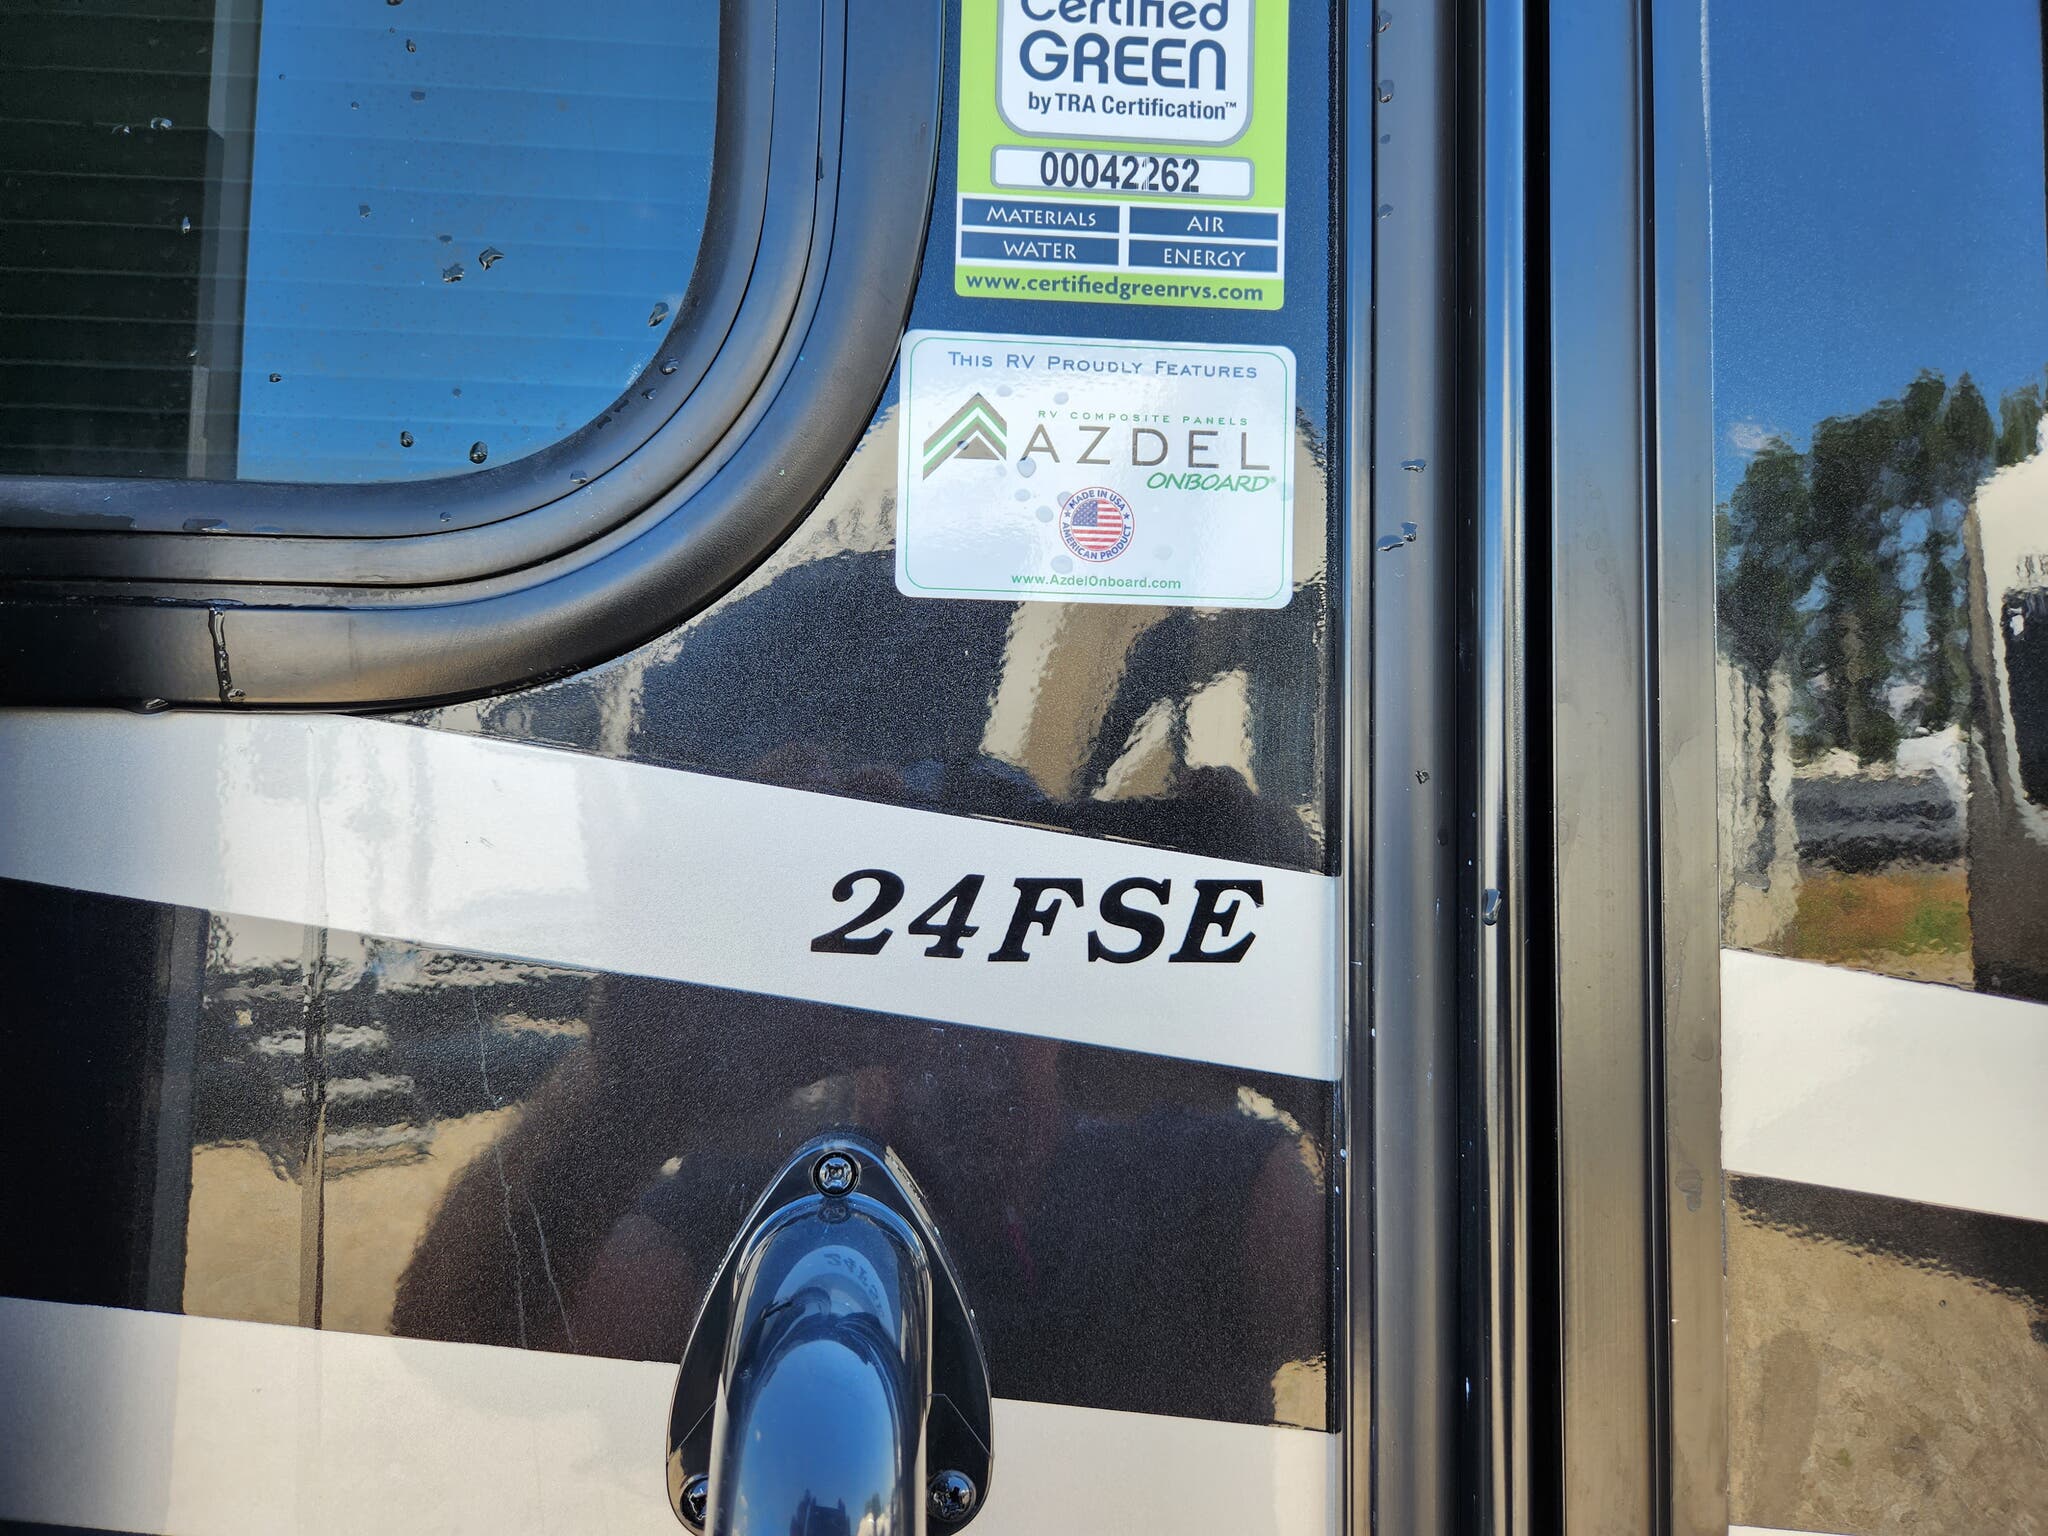 Certified
GREEN
by TRA Certification™
00042262
MATERIALS AIR
WATER ENERGY
www.certifiedgreenrvs.com
THIS RV PROUDLY FEATURES
RV COMPOSITE PANELS
AZDEL
ONBOARD®
MADE IN USA
AMERICAN PRODUCT
www.AzdelOnboard.com
24FSE